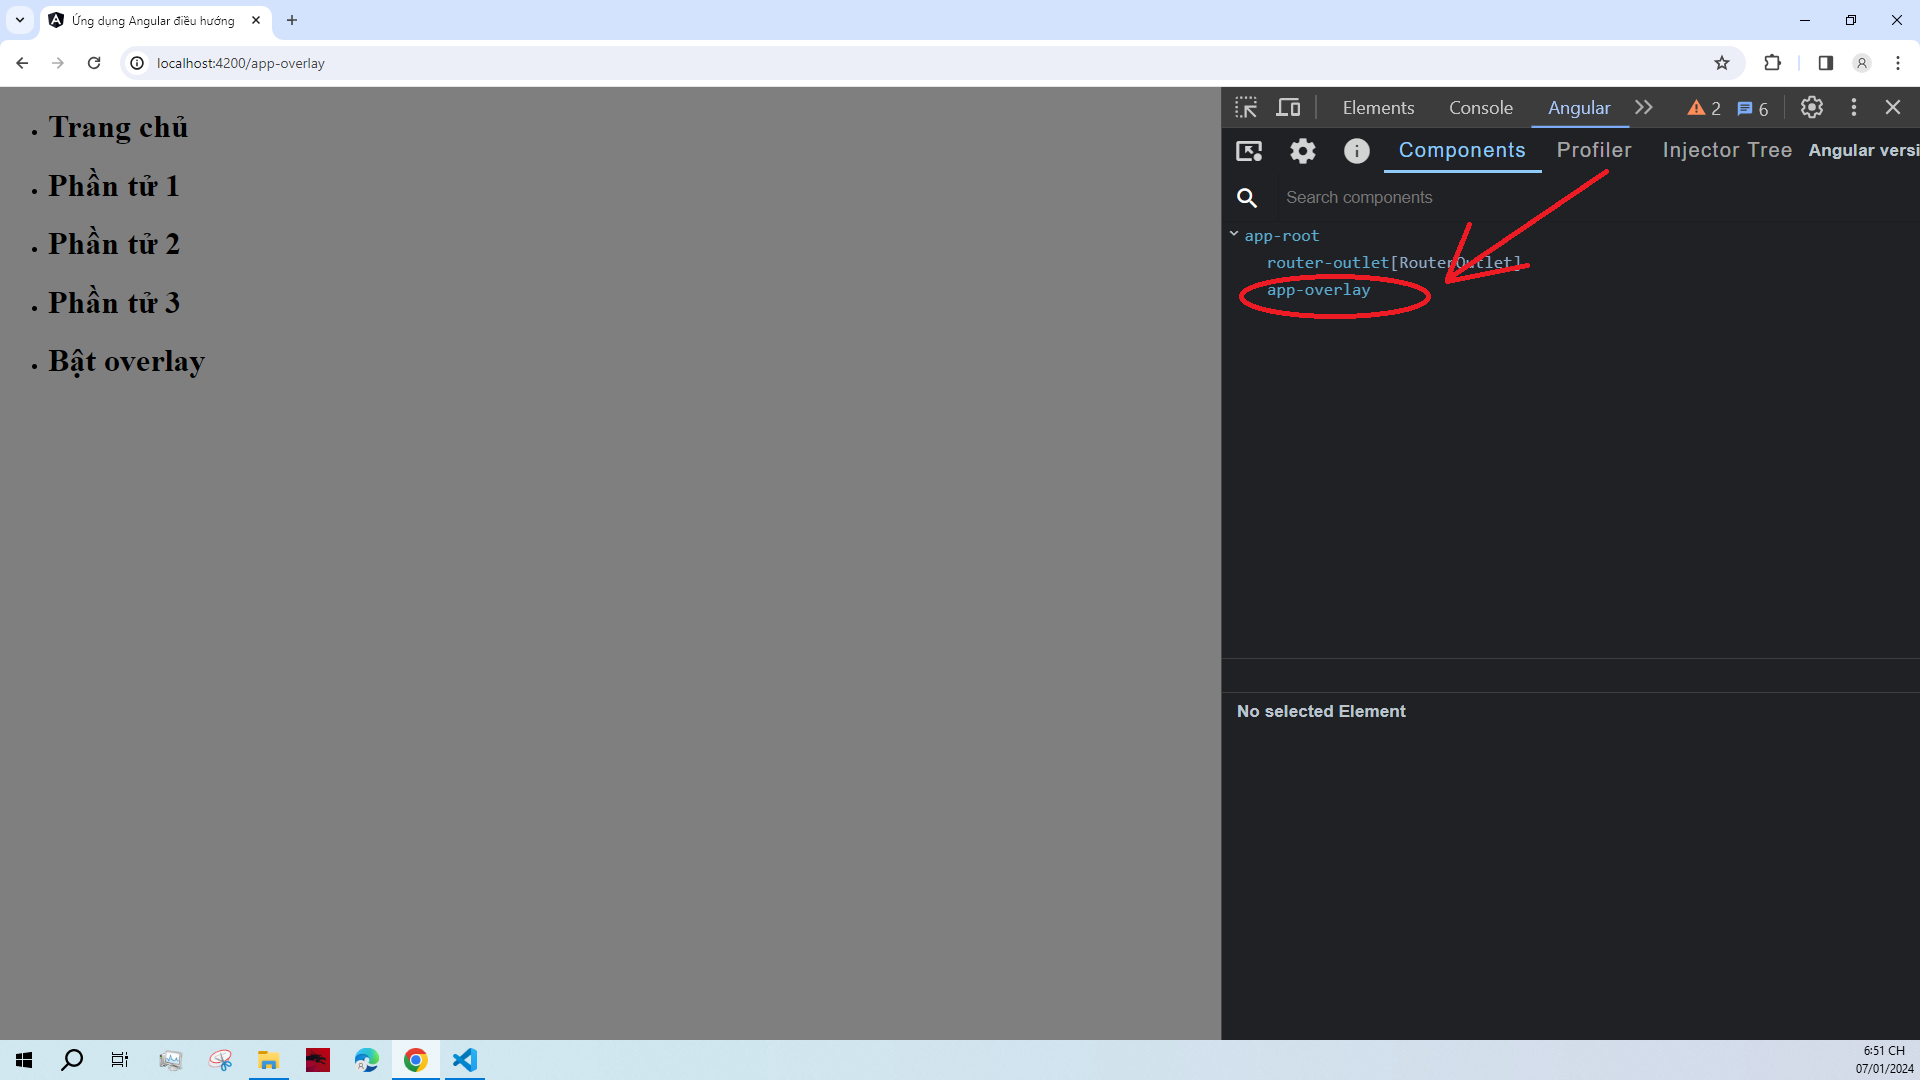 Ứng dụng Angular điều hướng
localhost:4200/app-overlay
Trang chủ
Phần tử 1
Phần tử 2
Phần tử 3
Bật overlay
Elements Console Angular 2 6
Components Profiler Injector Tree Angular versi
Search components
app-root
router-outlet[RouterOutlet]
app-overlay
No selected Element
6:51 CH
07/01/2024